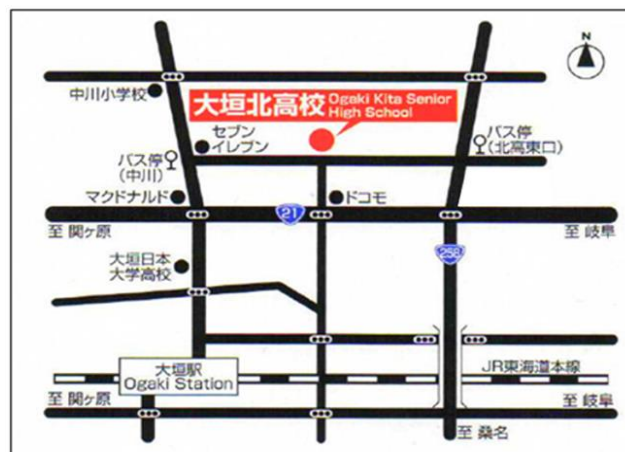 N
中川小学校
大垣北高校
Ogaki Kita Senior
High School
セブン
イレブン
バス停
(中川)
バス停
(北高東口)
マクドナルド
ドコモ
21
至 関ヶ原
至 岐阜
大垣日本
大学高校
258
大垣駅
Ogaki Station
JR東海道本線
至 関ヶ原
至 岐阜
至 桑名